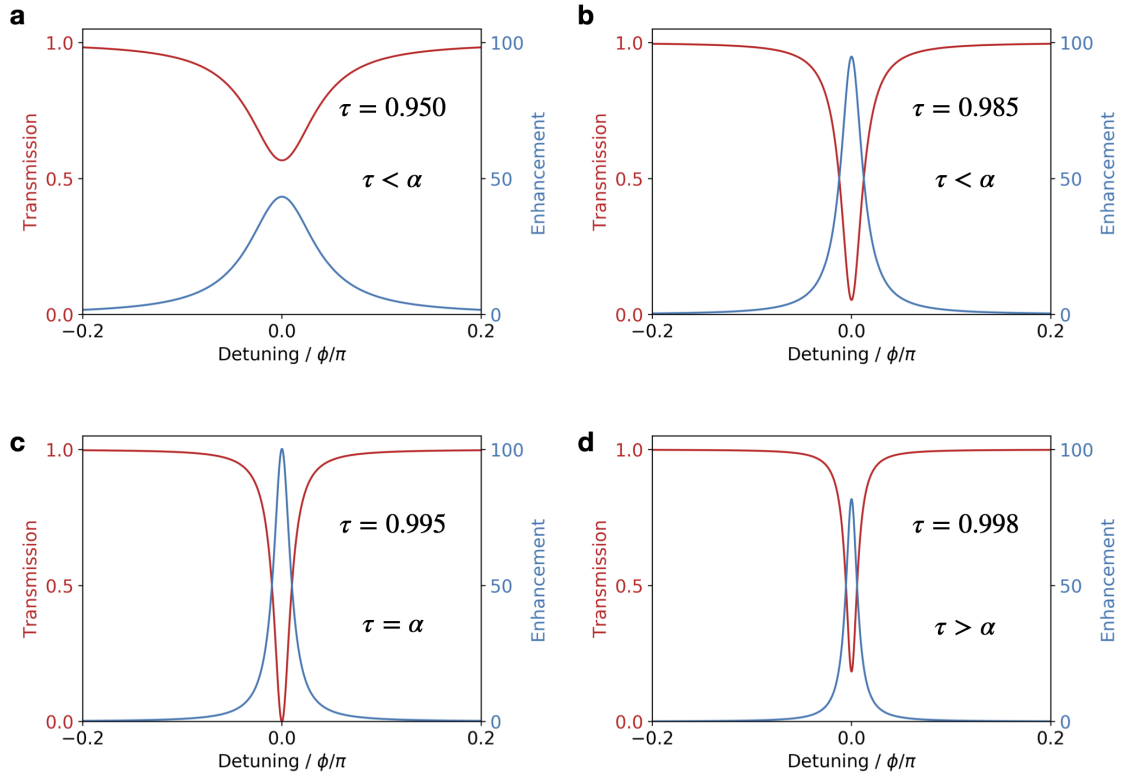 a
1.0
0.5
0.0
Transmission
100
50
0
Enhancement
τ = 0.950
τ < α
−0.2
0.0
0.2
Detuning / ϕ/π
b
1.0
0.5
0.0
Transmission
100
50
0
Enhancement
τ = 0.985
τ < α
−0.2
0.0
0.2
Detuning / ϕ/π
c
1.0
0.5
0.0
Transmission
100
50
0
Enhancement
τ = 0.995
τ = α
−0.2
0.0
0.2
Detuning / ϕ/π
d
1.0
0.5
0.0
Transmission
100
50
0
Enhancement
τ = 0.998
τ > α
−0.2
0.0
0.2
Detuning / ϕ/π